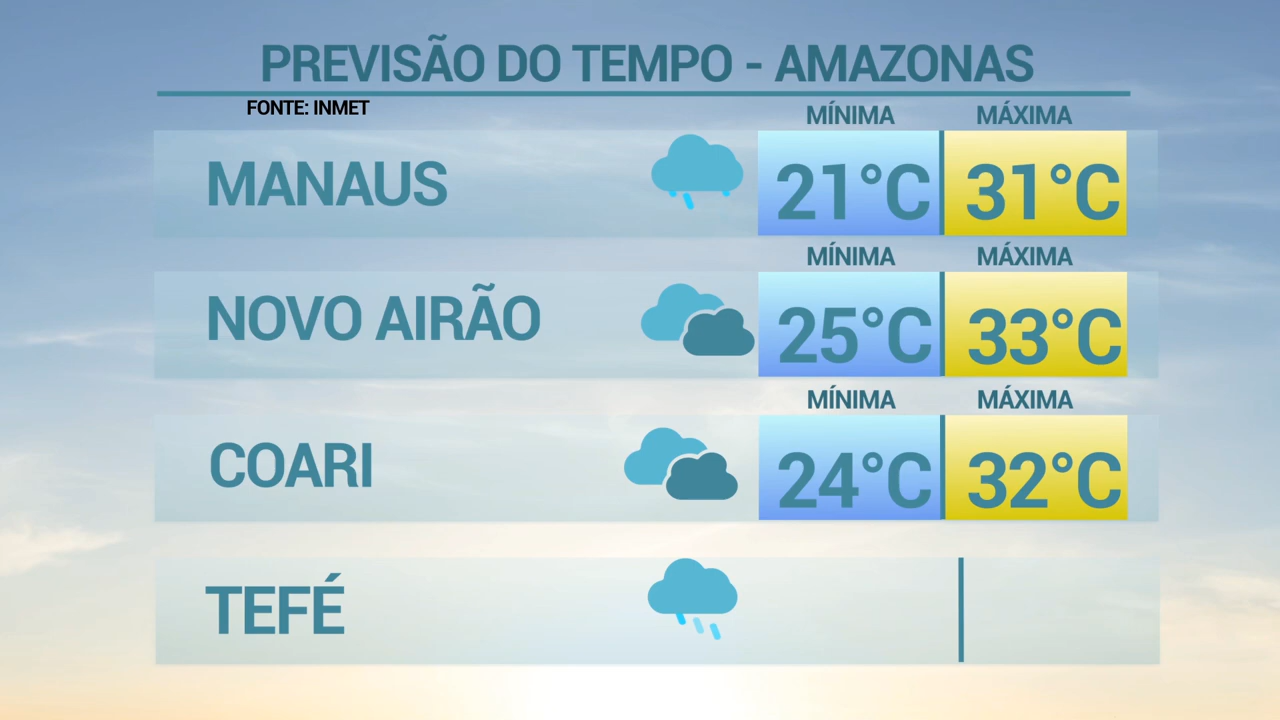 PREVISÃO DO TEMPO - AMAZONAS
FONTE: INMET
MÍNIMA MÁXIMA
MANAUS 21°C 31°C
MÍNIMA MÁXIMA
NOVO AIRÃO 25°C 33°C
MÍNIMA MÁXIMA
COARI 24°C 32°C
TEFÉ